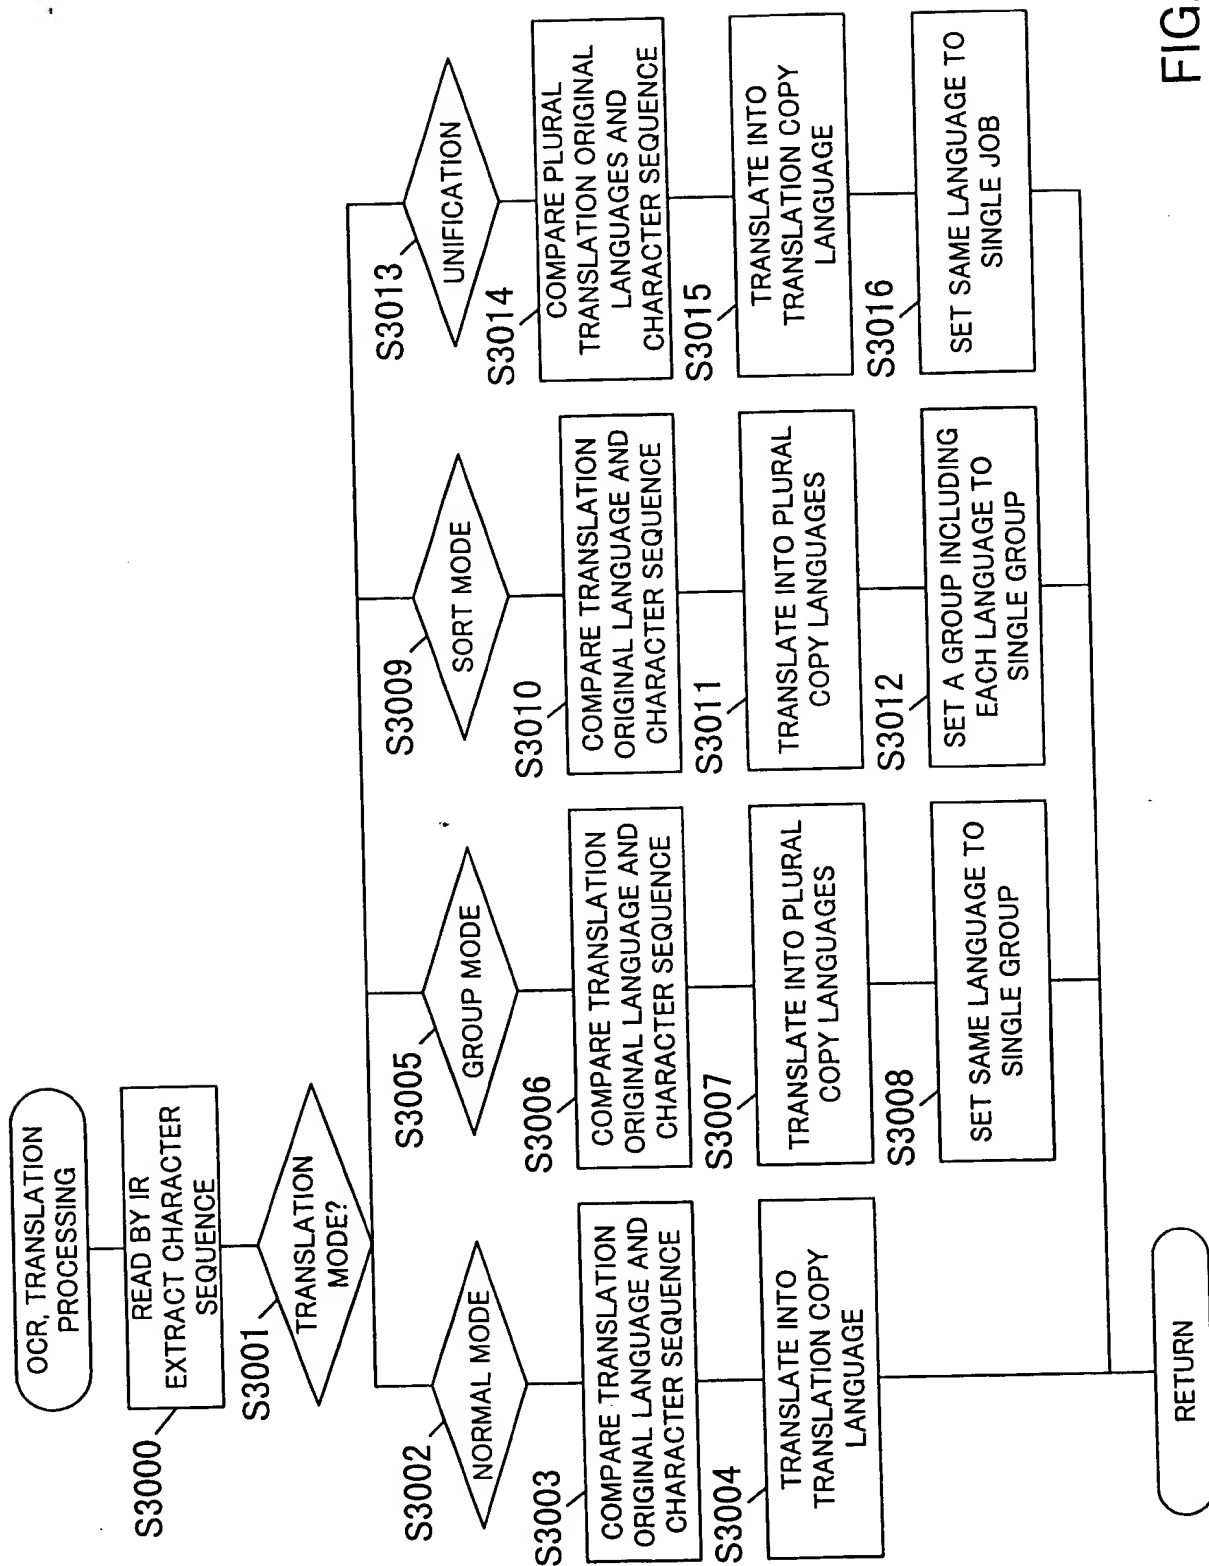 OCR, TRANSLATION
PROCESSING
S3000
READ BY IR
EXTRACT CHARACTER
SEQUENCE
S3001
TRANSLATION
MODE?
S3002
NORMAL MODE
S3003
COMPARE TRANSLATION
ORIGINAL LANGUAGE AND
CHARACTER SEQUENCE
S3004
TRANSLATE INTO
TRANSLATION COPY
LANGUAGE
S3005
GROUP MODE
S3006
COMPARE TRANSLATION
ORIGINAL LANGUAGE AND
CHARACTER SEQUENCE
S3007
TRANSLATE INTO PLURAL
COPY LANGUAGES
S3008
SET SAME LANGUAGE TO
SINGLE GROUP
S3009
SORT MODE
S3010
COMPARE TRANSLATION
ORIGINAL LANGUAGE AND
CHARACTER SEQUENCE
S3011
TRANSLATE INTO PLURAL
COPY LANGUAGES
S3012
SET A GROUP INCLUDING
EACH LANGUAGE TO
SINGLE GROUP
S3013
UNIFICATION
S3014
COMPARE PLURAL
TRANSLATION ORIGINAL
LANGUAGES AND
CHARACTER SEQUENCE
S3015
TRANSLATE INTO
TRANSLATION COPY
LANGUAGE
S3016
SET SAME LANGUAGE TO
SINGLE JOB
RETURN
FIG.